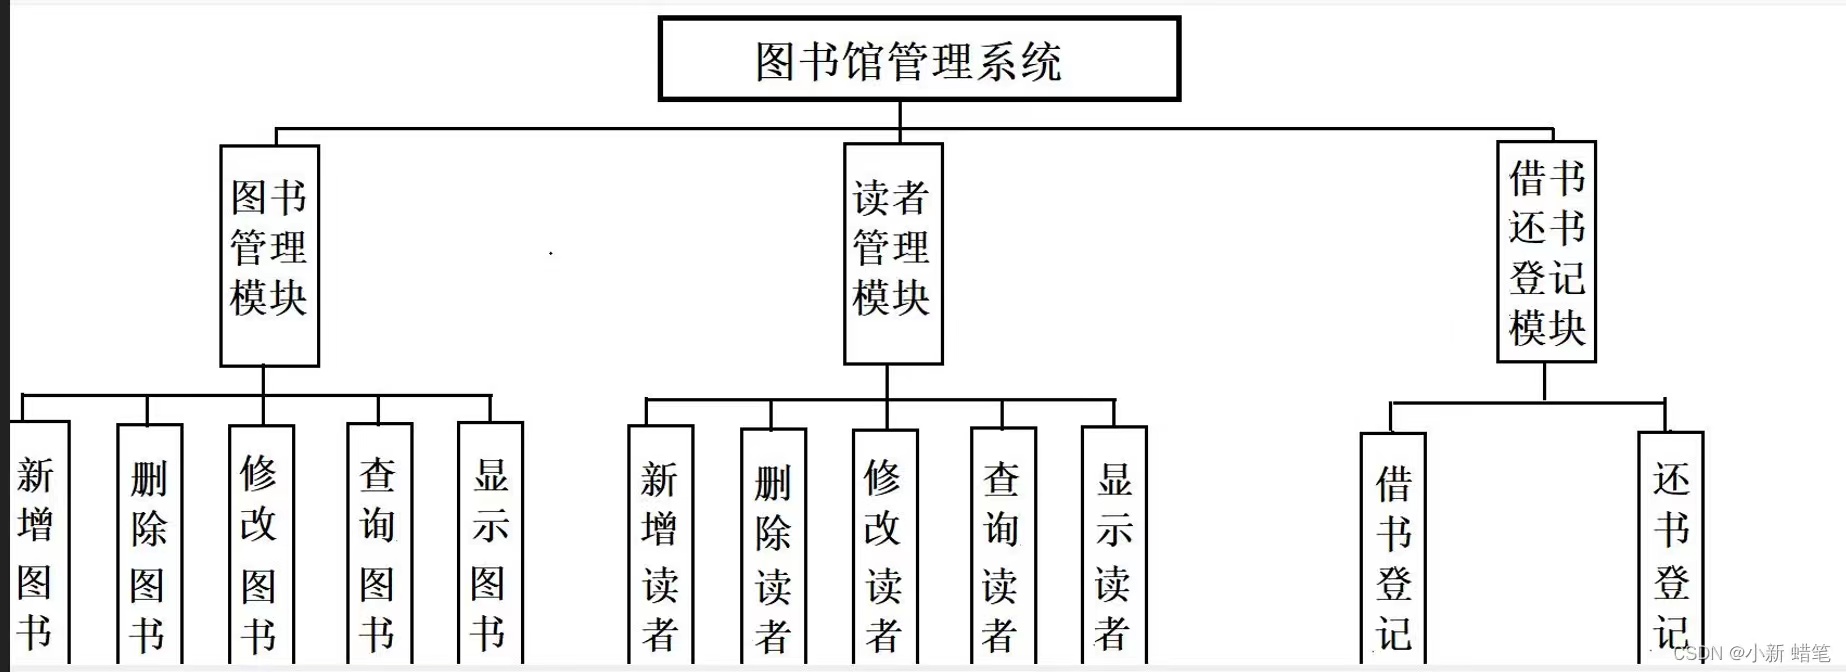 图书馆管理系统
图书
管理
模块
读者
管理
模块
借书
还书
登记
模块
新
增
图
书
删
除
图
书
修
改
图
书
查
询
图
书
显
示
图
书
新
增
读
者
删
除
读
者
修
改
读
者
查
询
读
者
显
示
读
者
借
书
登
记
还
书
登
记
CSDN @小新 蜡笔